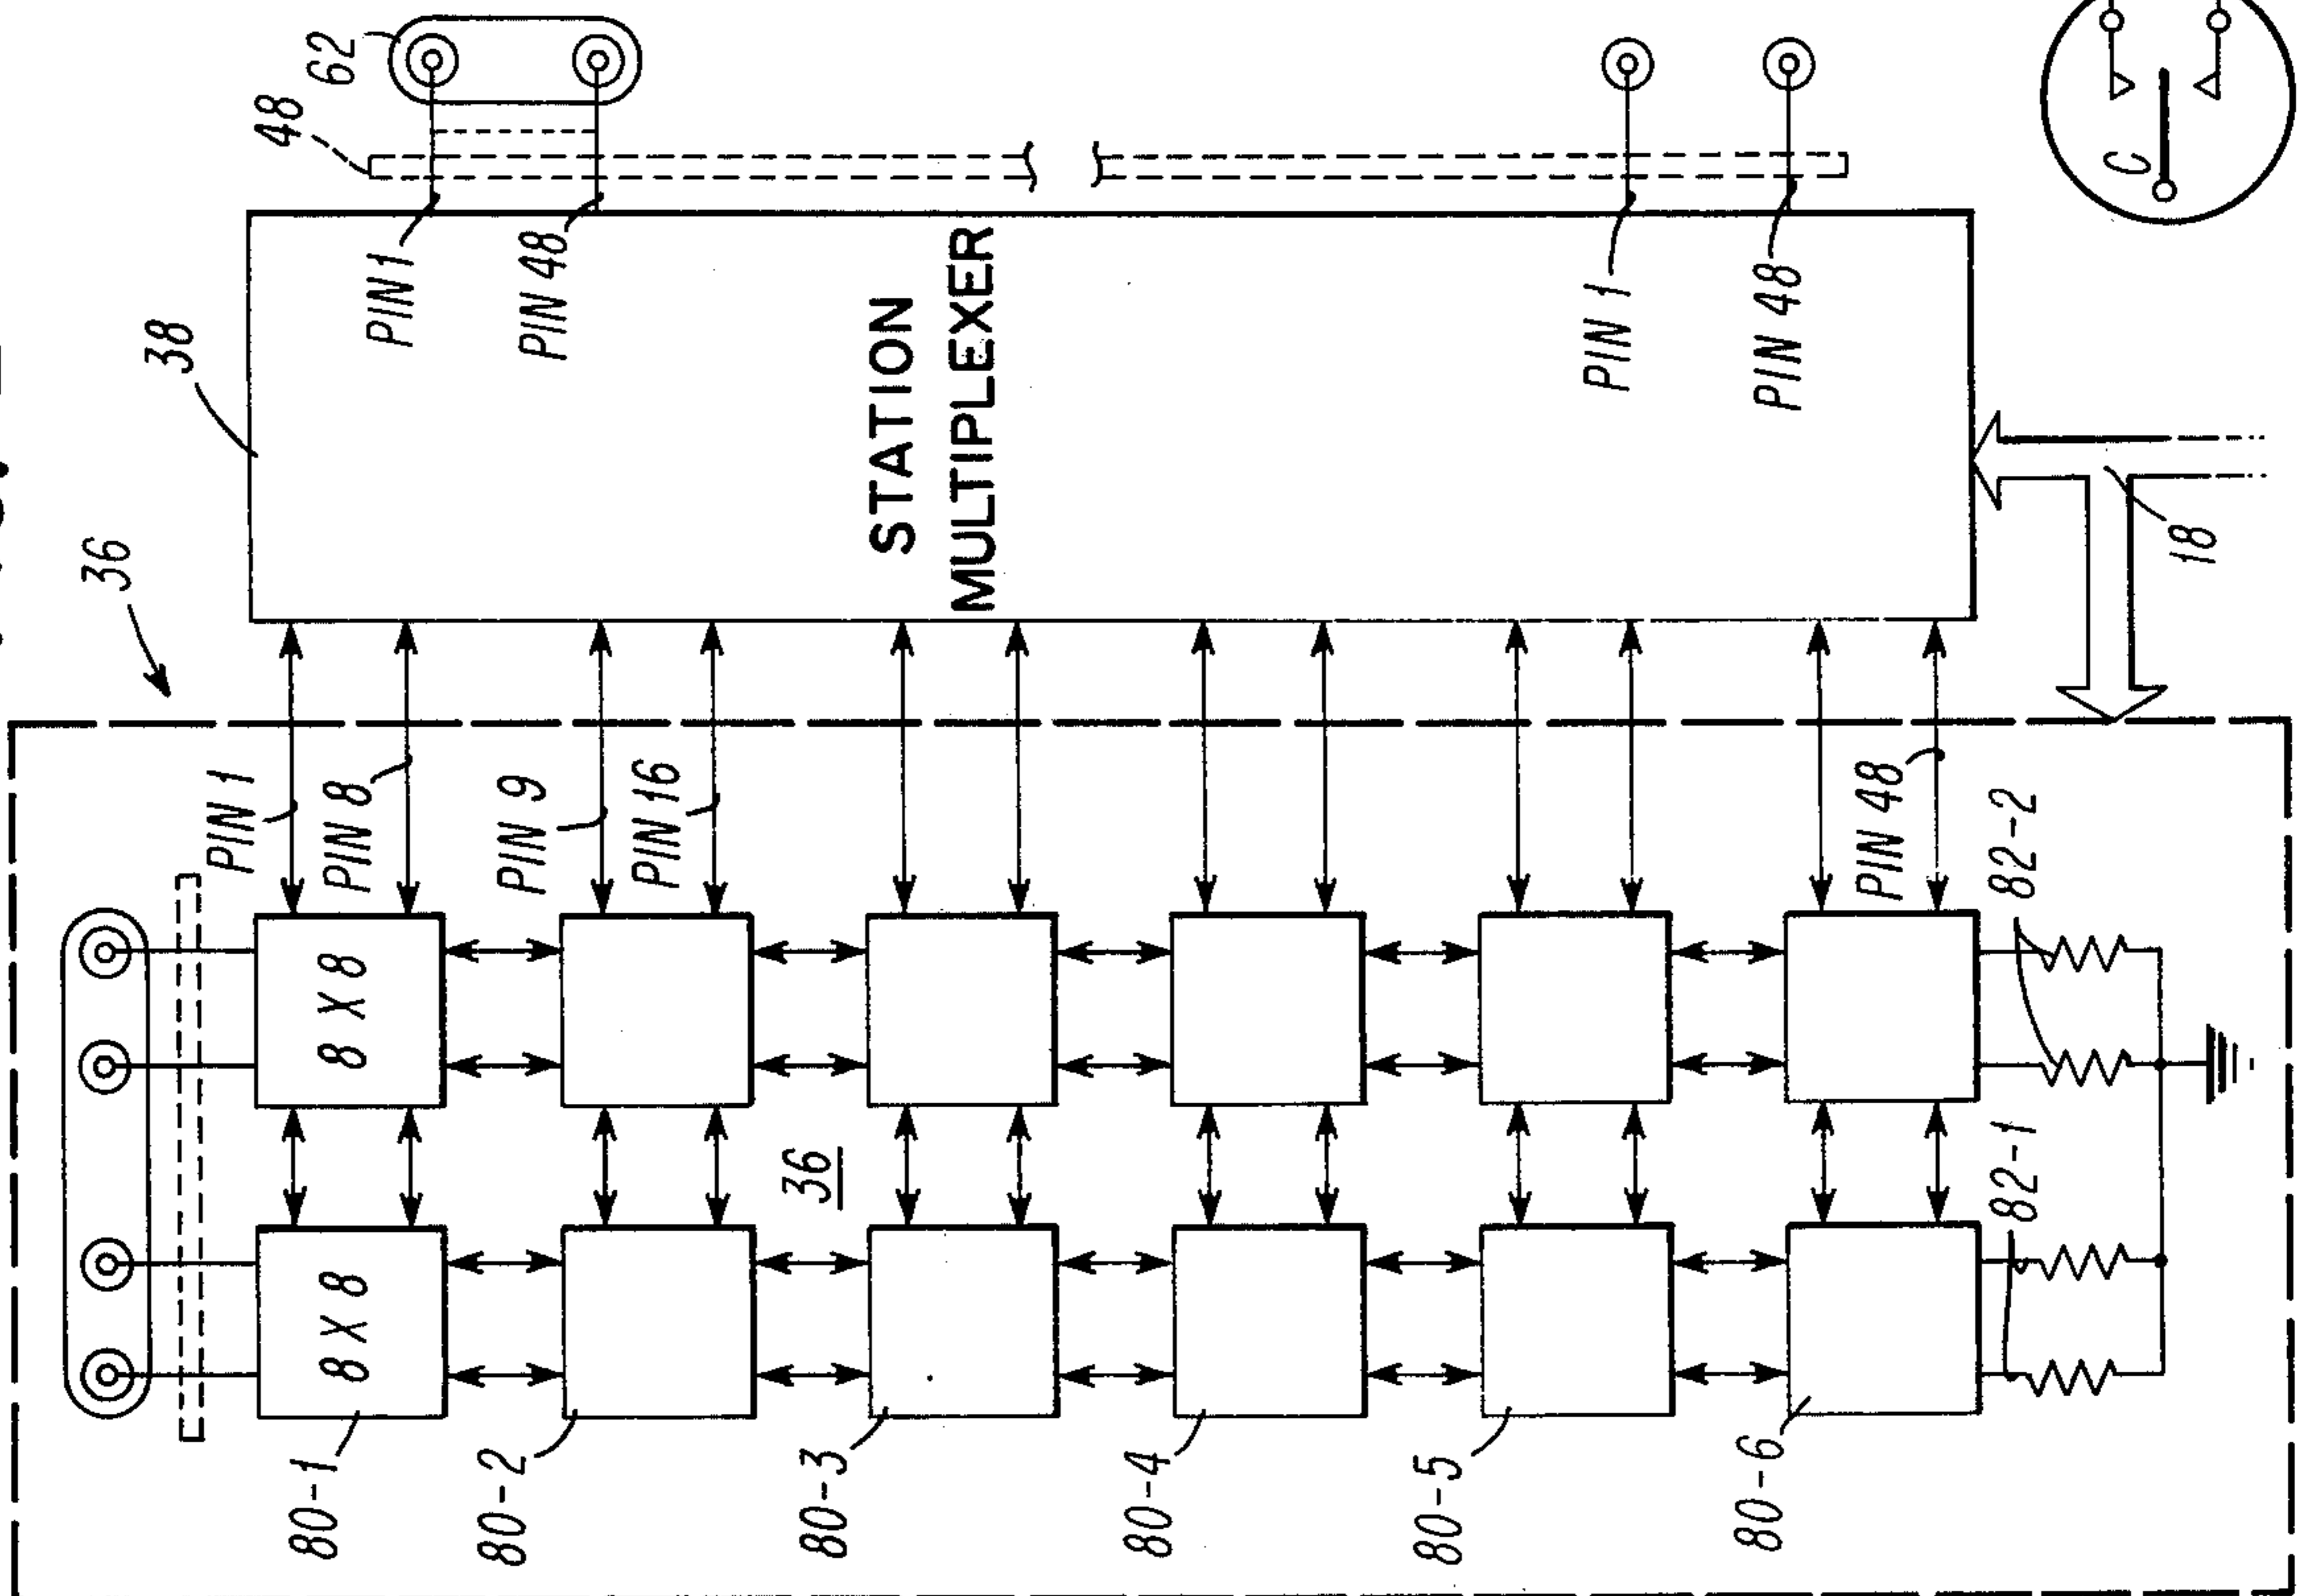 36
38
48
62
PIN 1
PIN 48
PIN 1
PIN 8
PIN 9
PIN 16
8 X 8
8 X 8
STATION
MULTIPLEXER
36
PIN 1
PIN 48
PIN 48
80-1
80-2
80-3
80-4
80-5
80-6
82-1
82-2
18
C